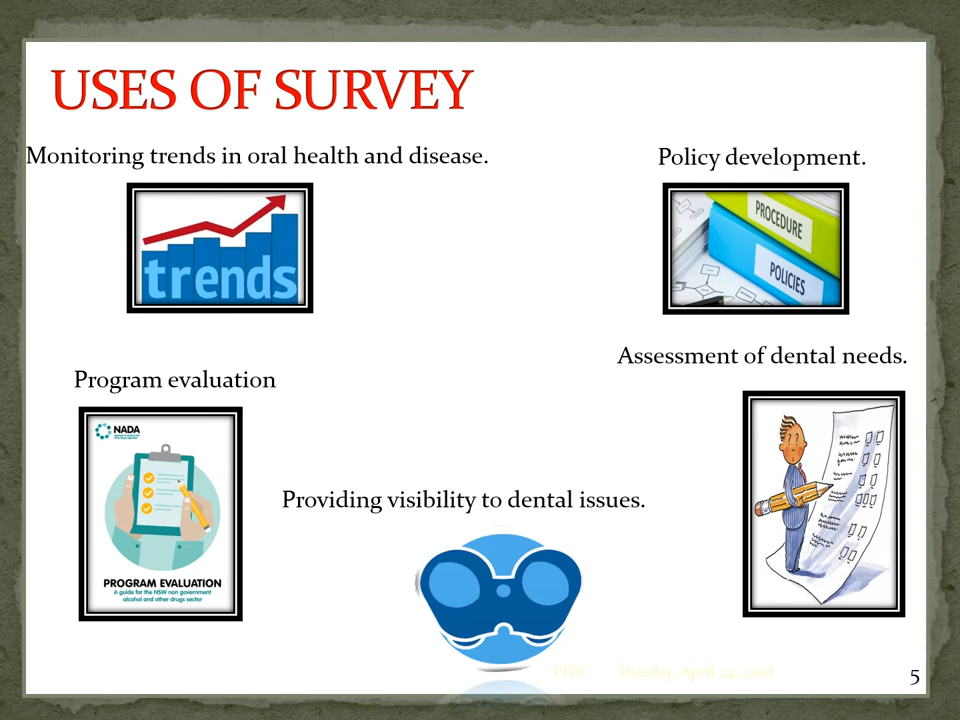 USES OF SURVEY
Monitoring trends in oral health and disease.
Policy development.
trends
PROCEDURE
POLICIES
Assessment of dental needs.
Program evaluation
NADA
PROGRAM EVALUATION
A guide for the NSW non government
alcohol and other drugs sector
Providing visibility to dental issues.
Tuesday, April 24, 2018
5